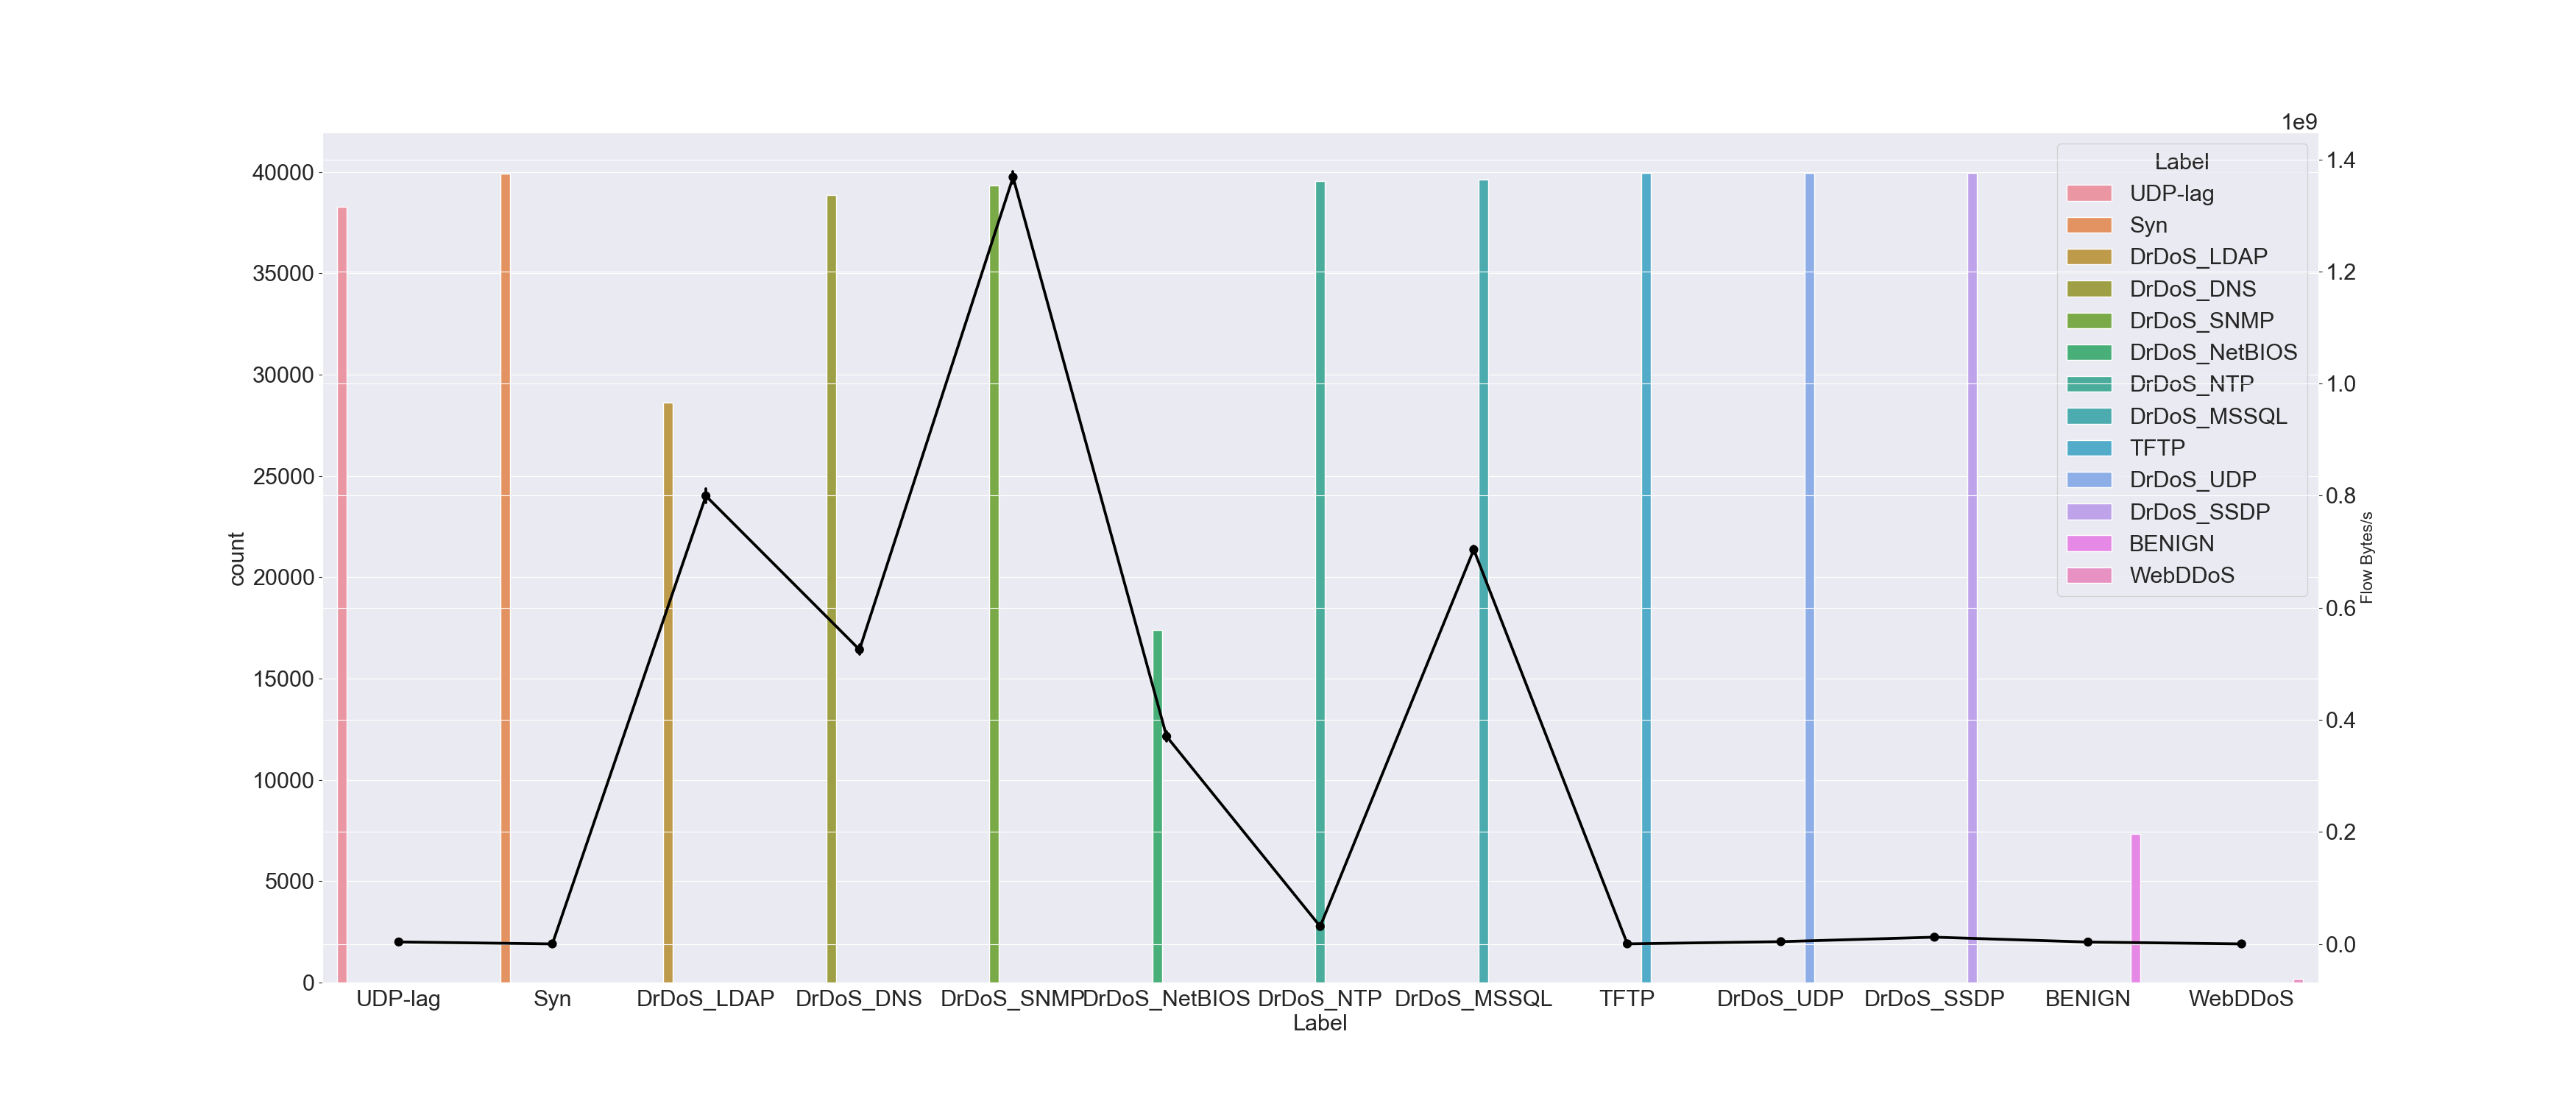 1e9
40000
35000
30000
25000
20000
15000
10000
5000
0
count
1.4
1.2
1.0
0.8
0.6
0.4
0.2
0.0
Flow Bytes/s
Label
UDP-lag
Syn
DrDoS_LDAP
DrDoS_DNS
DrDoS_SNMP
DrDoS_NetBIOS
DrDoS_NTP
DrDoS_MSSQL
TFTP
DrDoS_UDP
DrDoS_SSDP
BENIGN
WebDDoS
UDP-lag Syn DrDoS_LDAP DrDoS_DNS DrDoS_SNMP DrDoS_NetBIOS DrDoS_NTP DrDoS_MSSQL TFTP DrDoS_UDP DrDoS_SSDP BENIGN WebDDoS
Label